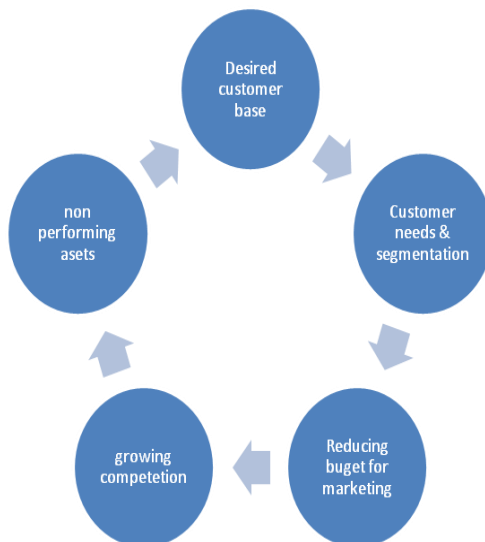 Desired
customer
base
Customer
needs &
segmentation
Reducing
buget for
marketing
growing
competetion
non
performing
asets